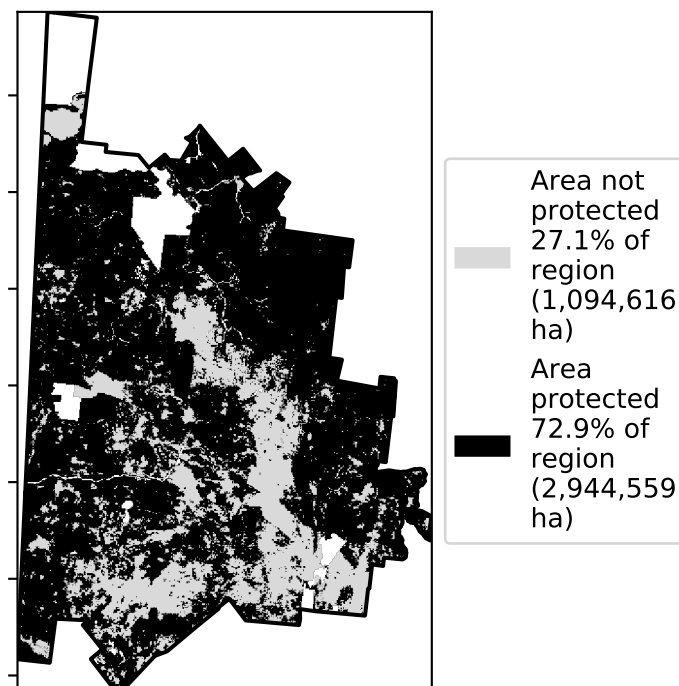 Area not
protected
27.1% of
region
(1,094,616
ha)
Area
protected
72.9% of
region
(2,944,559
ha)